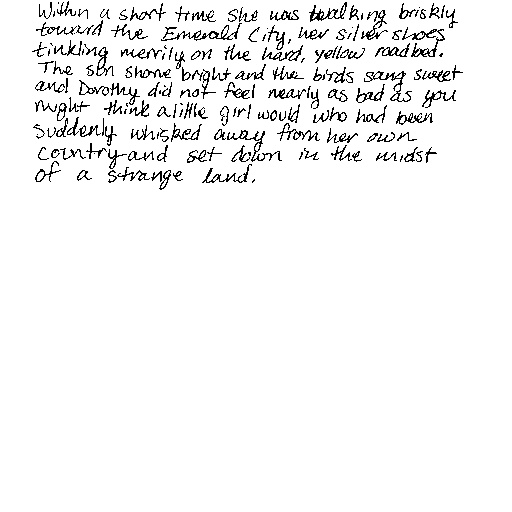 Within a short time she was walking briskly
toward the Emerald City, her silver shoes
tinkling merrily on the hard, yellow roadbed.
The sun shone bright and the birds sang sweet
and Dorothy did not feel nearly as bad as you
might think a little girl would who had been
suddenly whisked away from her own
country and set down in the midst
of a strange land.